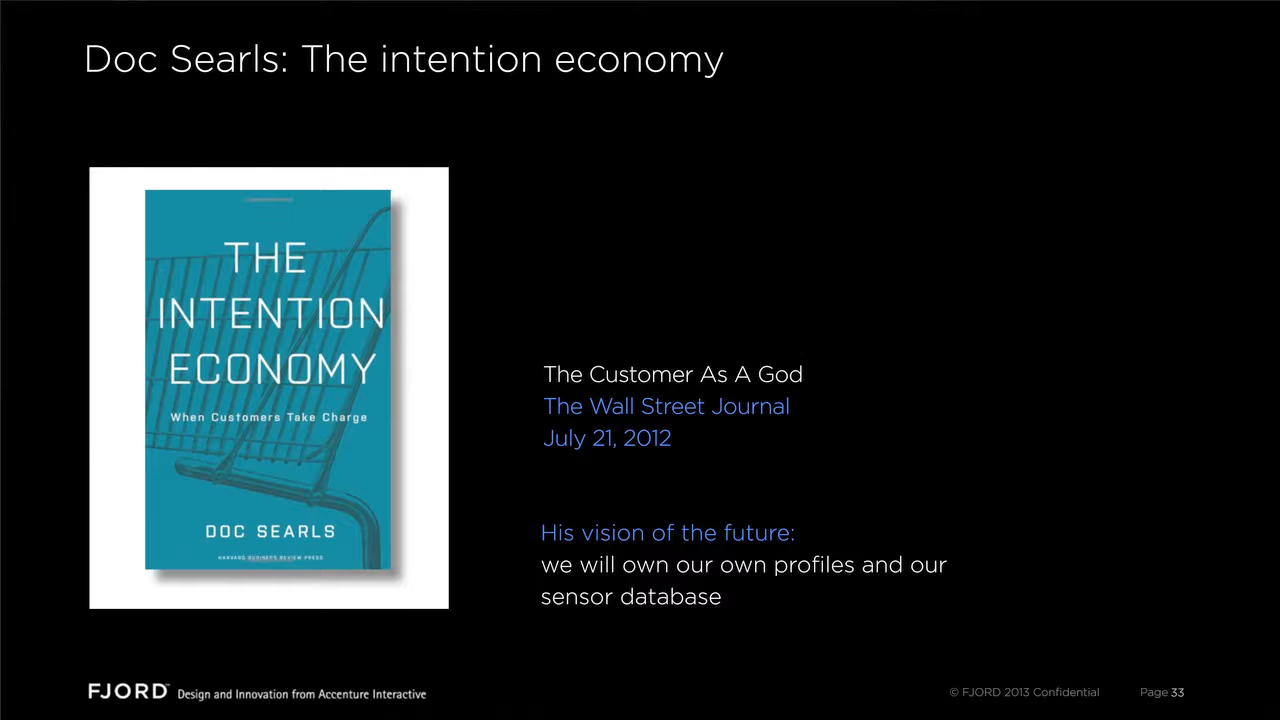 Doc Searls: The intention economy
THE
INTENTION
ECONOMY
When Customers Take Charge
DOC SEARLS
HARVARD BUSINESS REVIEW PRESS
The Customer As A God
The Wall Street Journal
July 21, 2012
His vision of the future:
we will own our own profiles and our
sensor database
FJORD™ Design and Innovation from Accenture Interactive
© FJORD 2013 Confidential
Page 33